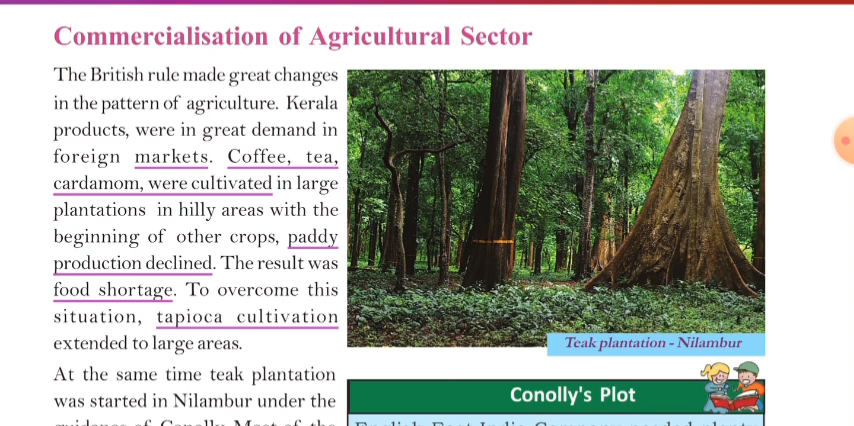 Commercialisation of Agricultural Sector
The British rule made great changes
in the pattern of agriculture. Kerala
products, were in great demand in
foreign markets. Coffee, tea,
cardamom, were cultivated in large
plantations in hilly areas with the
beginning of other crops, paddy
production declined. The result was
food shortage. To overcome this
situation, tapioca cultivation
extended to large areas.
Teak plantation - Nilambur
At the same time teak plantation
was started in Nilambur under the
Conolly's Plot